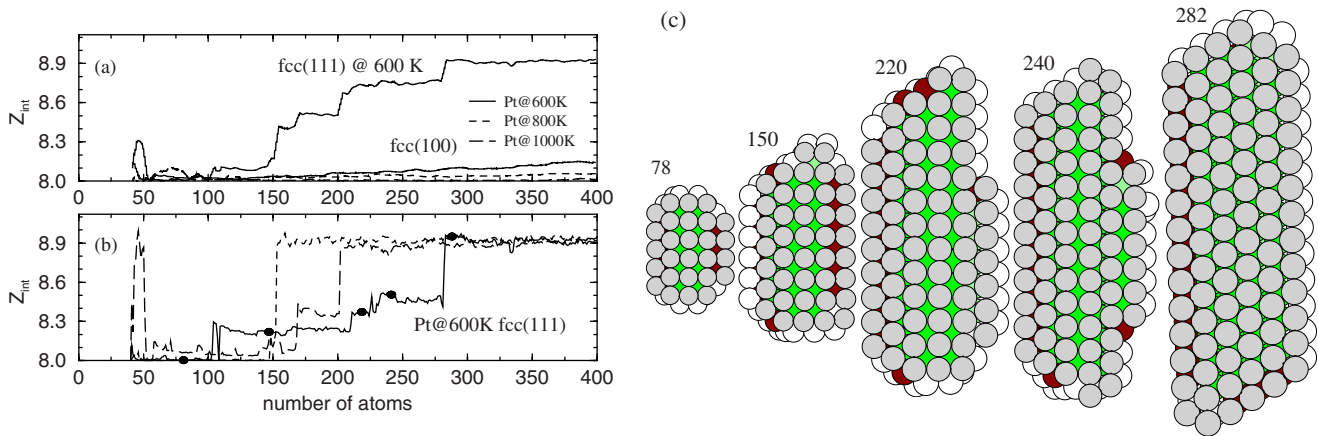 (a)
fcc(111) @ 600 K
Pt@600K
Pt@800K
Pt@1000K
fcc(100)
Z_int
8.9
8.6
8.3
8.0
0 50 100 150 200 250 300 350 400
(b)
Pt@600K fcc(111)
Z_int
8.9
8.6
8.3
8.0
0 50 100 150 200 250 300 350 400
number of atoms
(c)
78
150
220
240
282